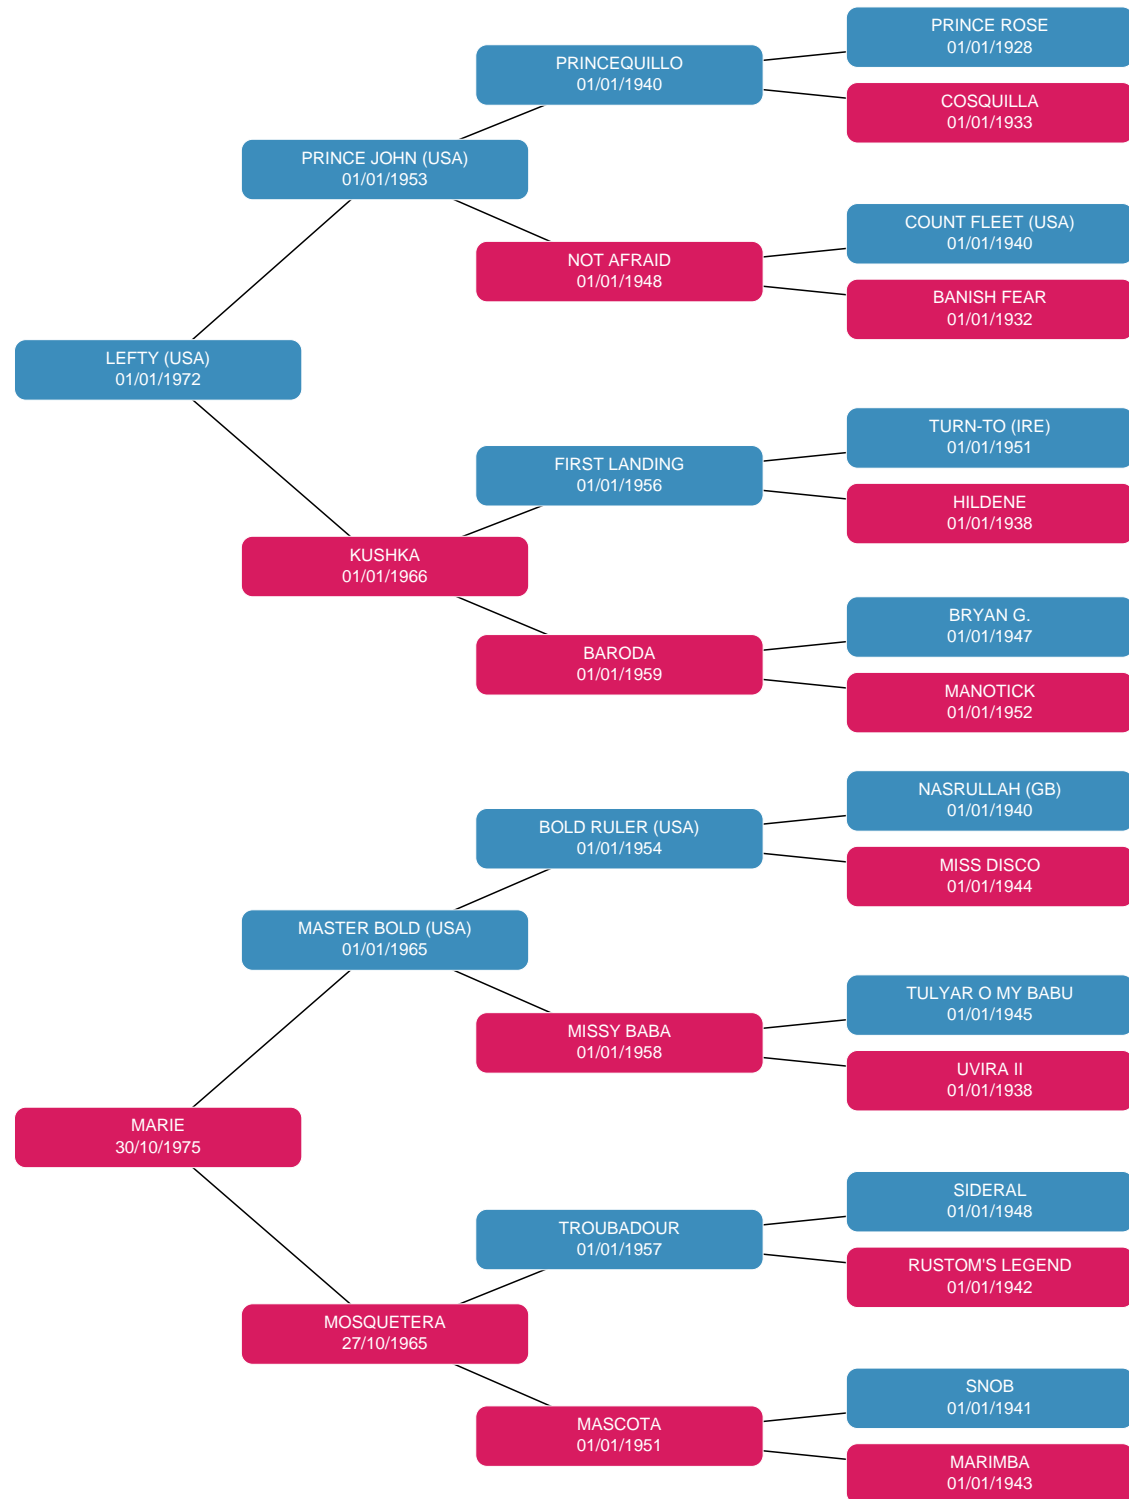 PRINCE ROSE
01/01/1928
PRINCEQUILLO
01/01/1940
COSQUILLA
01/01/1933
PRINCE JOHN (USA)
01/01/1953
COUNT FLEET (USA)
01/01/1940
NOT AFRAID
01/01/1948
BANISH FEAR
01/01/1932
LEFTY (USA)
01/01/1972
TURN-TO (IRE)
01/01/1951
FIRST LANDING
01/01/1956
HILDENE
01/01/1938
KUSHKA
01/01/1966
BRYAN G.
01/01/1947
BARODA
01/01/1959
MANOTICK
01/01/1952
NASRULLAH (GB)
01/01/1940
BOLD RULER (USA)
01/01/1954
MISS DISCO
01/01/1944
MASTER BOLD (USA)
01/01/1965
TULYAR O MY BABU
01/01/1945
MISSY BABA
01/01/1958
UVIRA II
01/01/1938
MARIE
30/10/1975
SIDERAL
01/01/1948
TROUBADOUR
01/01/1957
RUSTOM'S LEGEND
01/01/1942
MOSQUETERA
27/10/1965
SNOB
01/01/1941
MASCOTA
01/01/1951
MARIMBA
01/01/1943